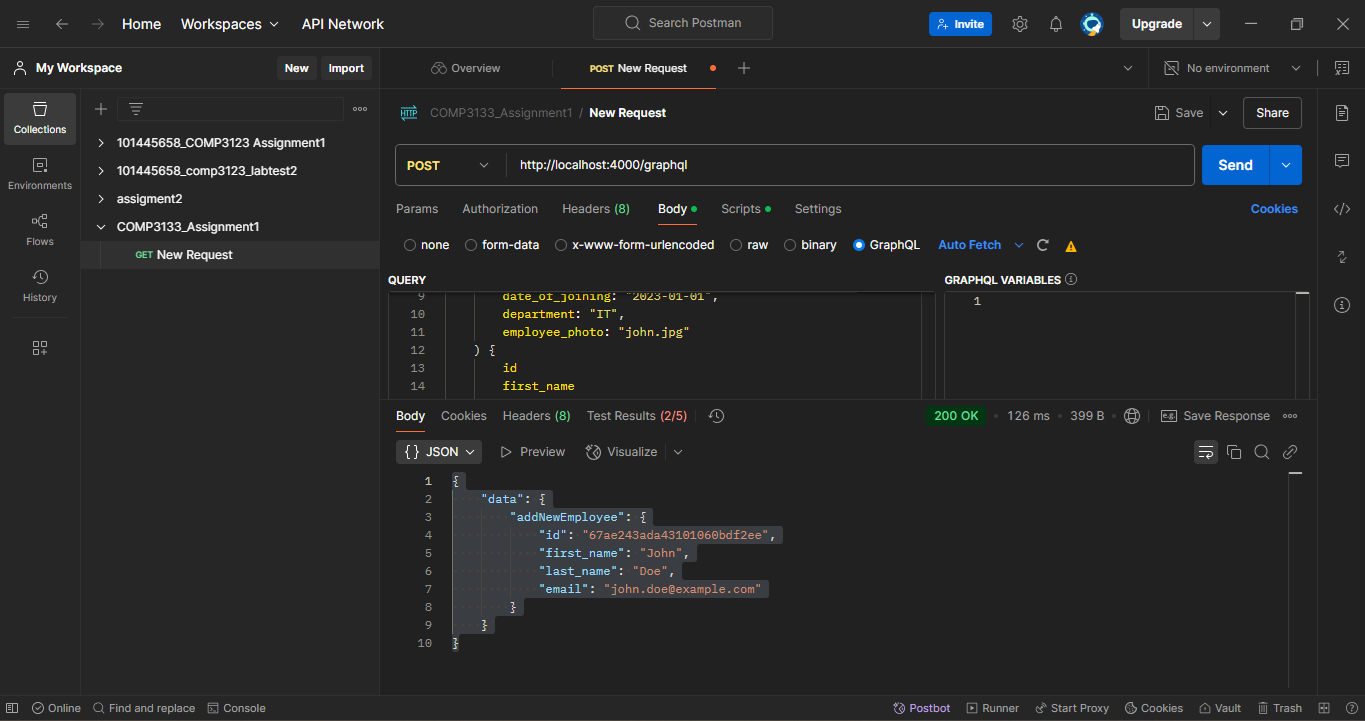 Home Workspaces API Network Search Postman Invite Upgrade
My Workspace New Import Overview POST New Request No environment
Collections
Environments
Flows
History
101445658_COMP3123 Assignment1
101445658_comp3123_labtest2
assigment2
COMP3133_Assignment1
GET New Request
HTTP COMP3133_Assignment1 / New Request Save Share
POST http://localhost:4000/graphql Send
Params Authorization Headers (8) Body Scripts Settings Cookies
none form-data x-www-form-urlencoded raw binary GraphQL Auto Fetch
QUERY GRAPHQL VARIABLES
9 date_of_joining: "2023-01-01", 1
10 department: "IT",
11 employee_photo: "john.jpg"
12 ) {
13 id
14 first_name
Body Cookies Headers (8) Test Results (2/5) 200 OK 126 ms 399 B e.g. Save Response
{} JSON Preview Visualize
1 {
2 "data": {
3 "addNewEmployee": {
4 "id": "67ae243ada43101060bdf2ee",
5 "first_name": "John",
6 "last_name": "Doe",
7 "email": "john.doe@example.com"
8 }
9 }
10 }
Online Find and replace Console Postbot Runner Start Proxy Cookies Vault Trash